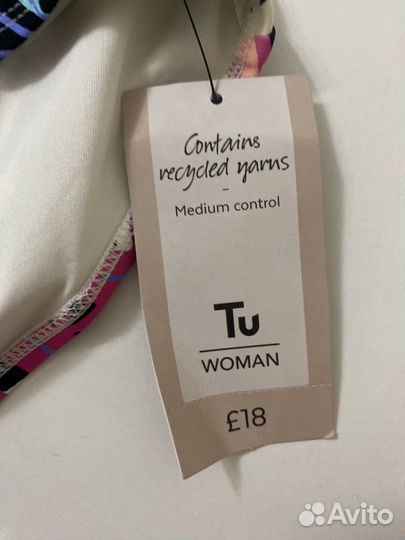 Contains
recycled yarns
-
Medium control
Tu
WOMAN
£18
Avito